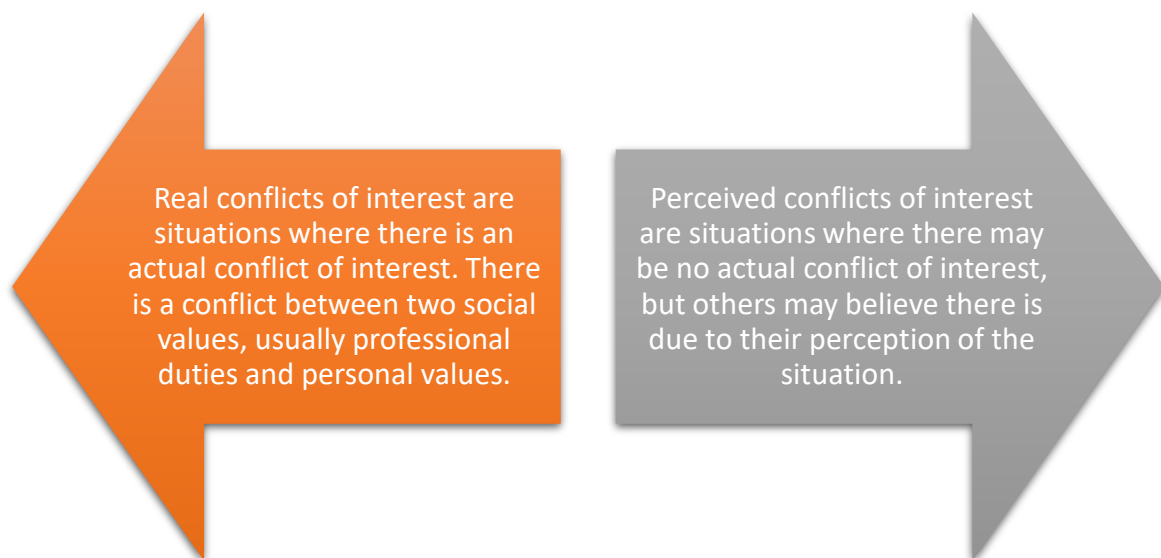 Real conflicts of interest are
situations where there is an
actual conflict of interest. There
is a conflict between two social
values, usually professional
duties and personal values.
Perceived conflicts of interest
are situations where there may
be no actual conflict of interest,
but others may believe there is
due to their perception of the
situation.